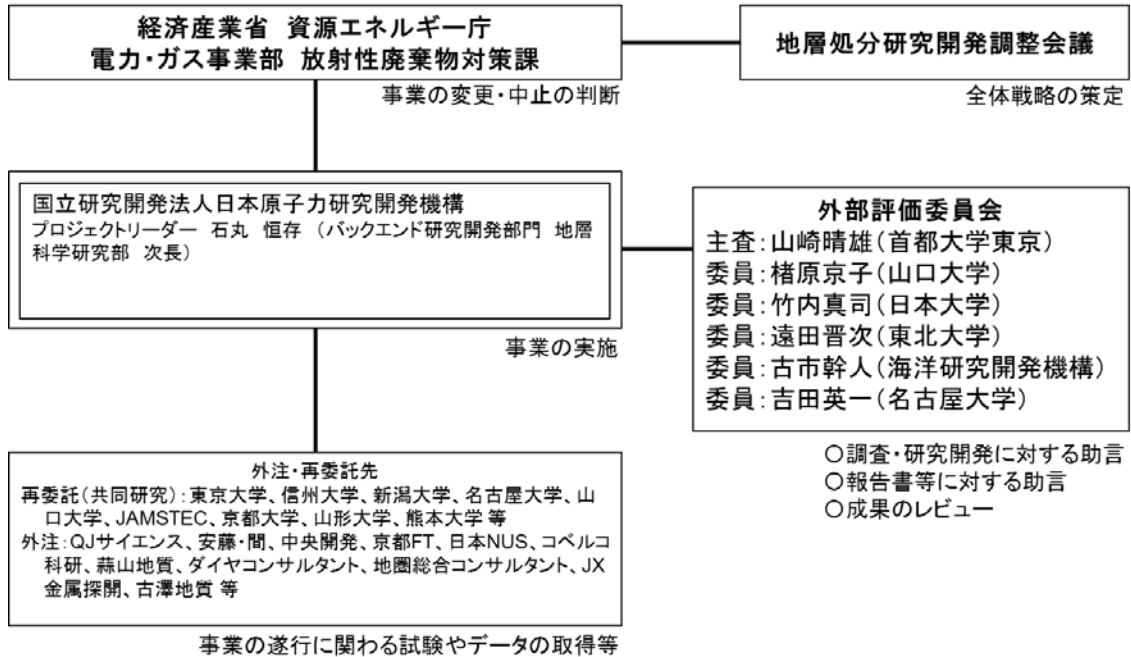 経済産業省 資源エネルギー庁
電力・ガス事業部 放射性廃棄物対策課
事業の変更・中止の判断
地層処分研究開発調整会議
全体戦略の策定
国立研究開発法人日本原子力研究開発機構
プロジェクトリーダー 石丸 恒存 (バックエンド研究開発部門 地層
科学研究部 次長)
事業の実施
外部評価委員会
主査:山崎晴雄(首都大学東京)
委員:楮原京子(山口大学)
委員:竹内真司(日本大学)
委員:遠田晋次(東北大学)
委員:古市幹人(海洋研究開発機構)
委員:吉田英一(名古屋大学)
○調査・研究開発に対する助言
○報告書等に対する助言
○成果のレビュー
外注・再委託先
再委託(共同研究):東京大学、信州大学、新潟大学、名古屋大学、山
口大学、JAMSTEC、京都大学、山形大学、熊本大学 等
外注:QJサイエンス、安藤・間、中央開発、京都FT、日本NUS、コベルコ
科研、蒜山地質、ダイヤコンサルタント、地圏総合コンサルタント、JX
金属探開、古澤地質 等
事業の遂行に関わる試験やデータの取得等